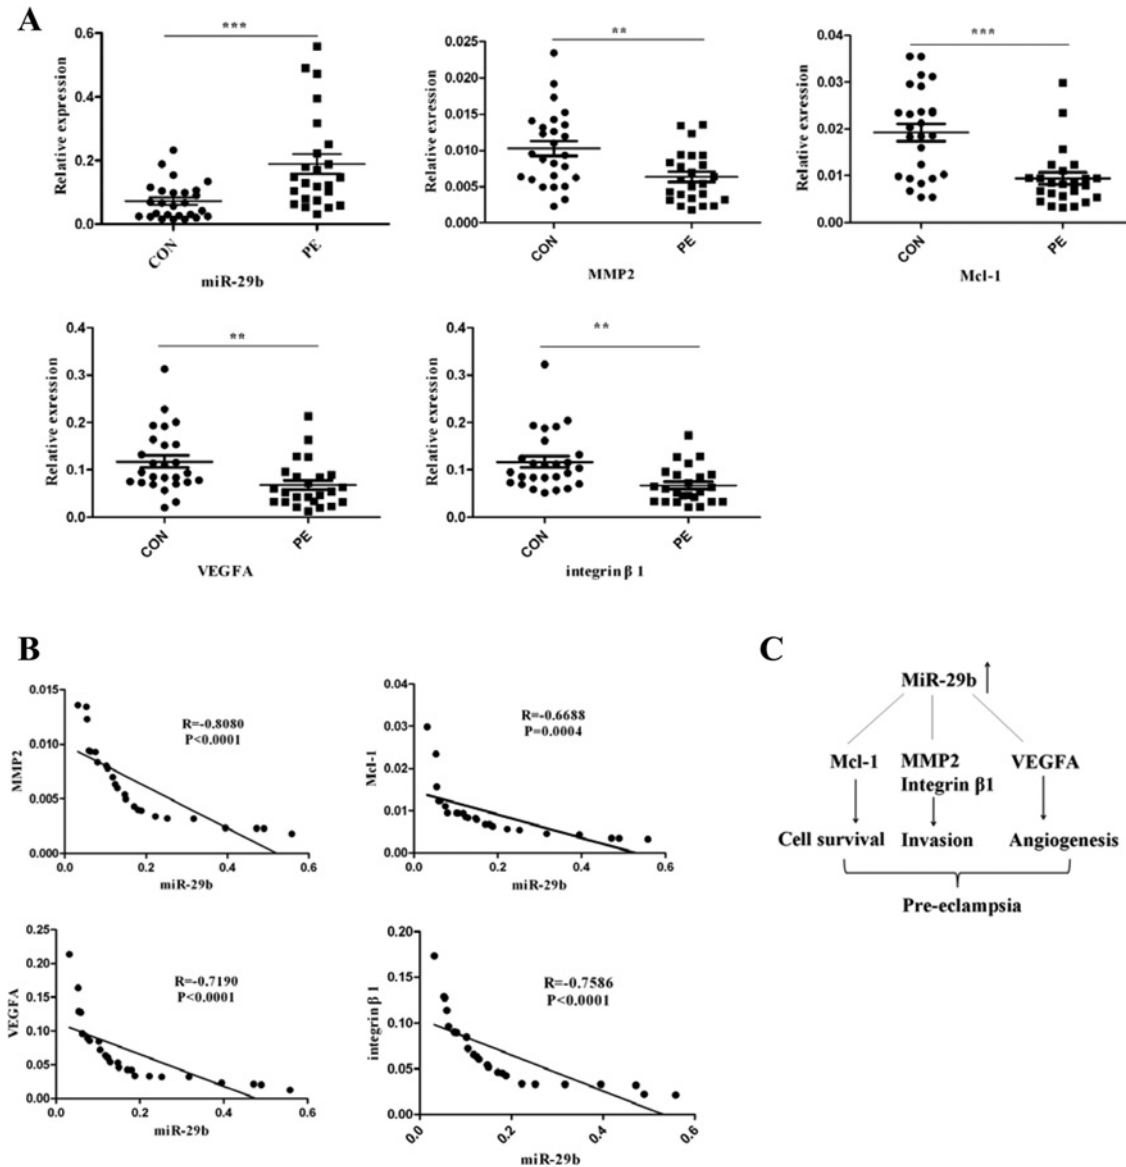 A
Relative expression
0.6
0.4
0.2
0.0
***
CON
PE
miR-29b
Relative exression
0.025
0.020
0.015
0.010
0.005
0.000
**
CON
PE
MMP2
Relative exression
0.04
0.03
0.02
0.01
0.00
***
CON
PE
Mcl-1
Relative exression
0.4
0.3
0.2
0.1
0.0
**
CON
PE
VEGFA
Relative exression
0.4
0.3
0.2
0.1
0.0
**
CON
PE
integrin β 1
B
MMP2
0.015
0.010
0.005
0.000
R=-0.8080
P<0.0001
0.0 0.2 0.4 0.6
miR-29b
Mcl-1
0.04
0.03
0.02
0.01
0.00
R=-0.6688
P=0.0004
0.0 0.2 0.4 0.6
miR-29b
VEGFA
0.25
0.20
0.15
0.10
0.05
0.00
R=-0.7190
P<0.0001
0.0 0.2 0.4 0.6
miR-29b
integrin β 1
0.20
0.15
0.10
0.05
0.00
R=-0.7586
P<0.0001
0.0 0.2 0.4 0.6
miR-29b
C
MiR-29b
Mcl-1 MMP2 VEGFA
Integrin β1
Cell survival Invasion Angiogenesis
Pre-eclampsia